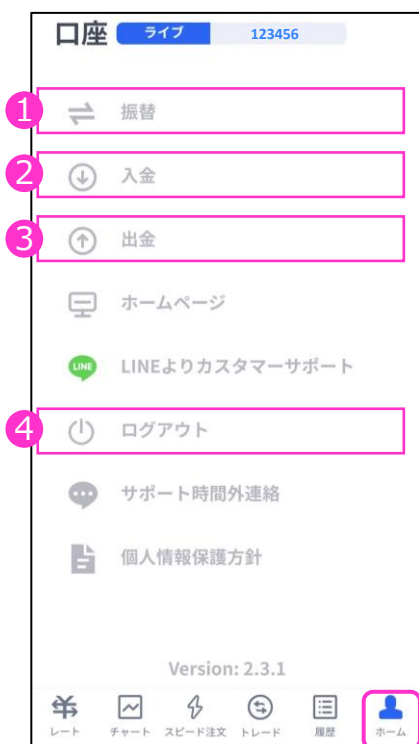 口座 ライブ 123456
1 振替
2 入金
3 出金
ホームページ
LINE LINEよりカスタマーサポート
4 ログアウト
サポート時間外連絡
個人情報保護方針
Version: 2.3.1
レート チャート スピード注文 トレード 履歴 ホーム